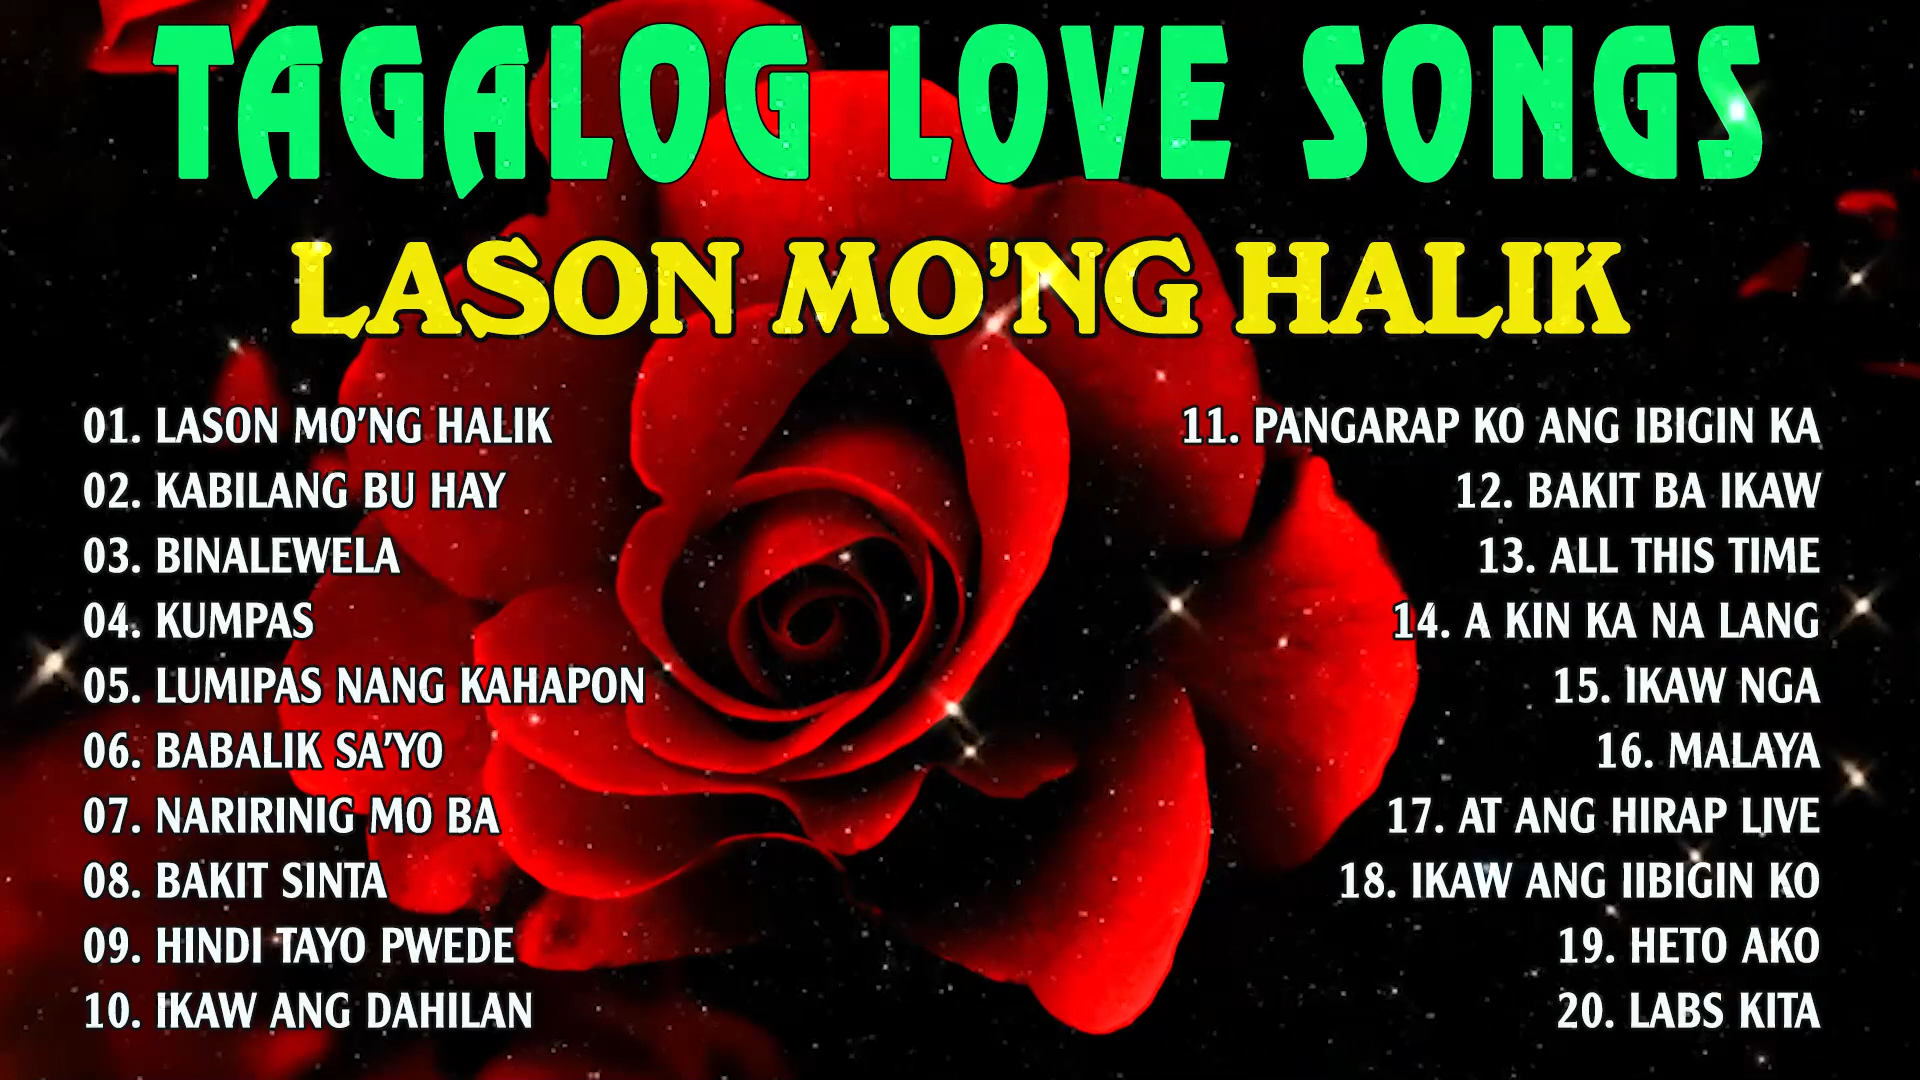 TAGALOG LOVE SONGS
LASON MO'NG HALIK
01. LASON MO'NG HALIK
02. KABILANG BU HAY
03. BINALEWELA
04. KUMPAS
05. LUMIPAS NANG KAHAPON
06. BABALIK SA'YO
07. NARIRINIG MO BA
08. BAKIT SINTA
09. HINDI TAYO PWEDE
10. IKAW ANG DAHILAN
11. PANGARAP KO ANG IBIGIN KA
12. BAKIT BA IKAW
13. ALL THIS TIME
14. A KIN KA NA LANG
15. IKAW NGA
16. MALAYA
17. AT ANG HIRAP LIVE
18. IKAW ANG IIBIGIN KO
19. HETO AKO
20. LABS KITA